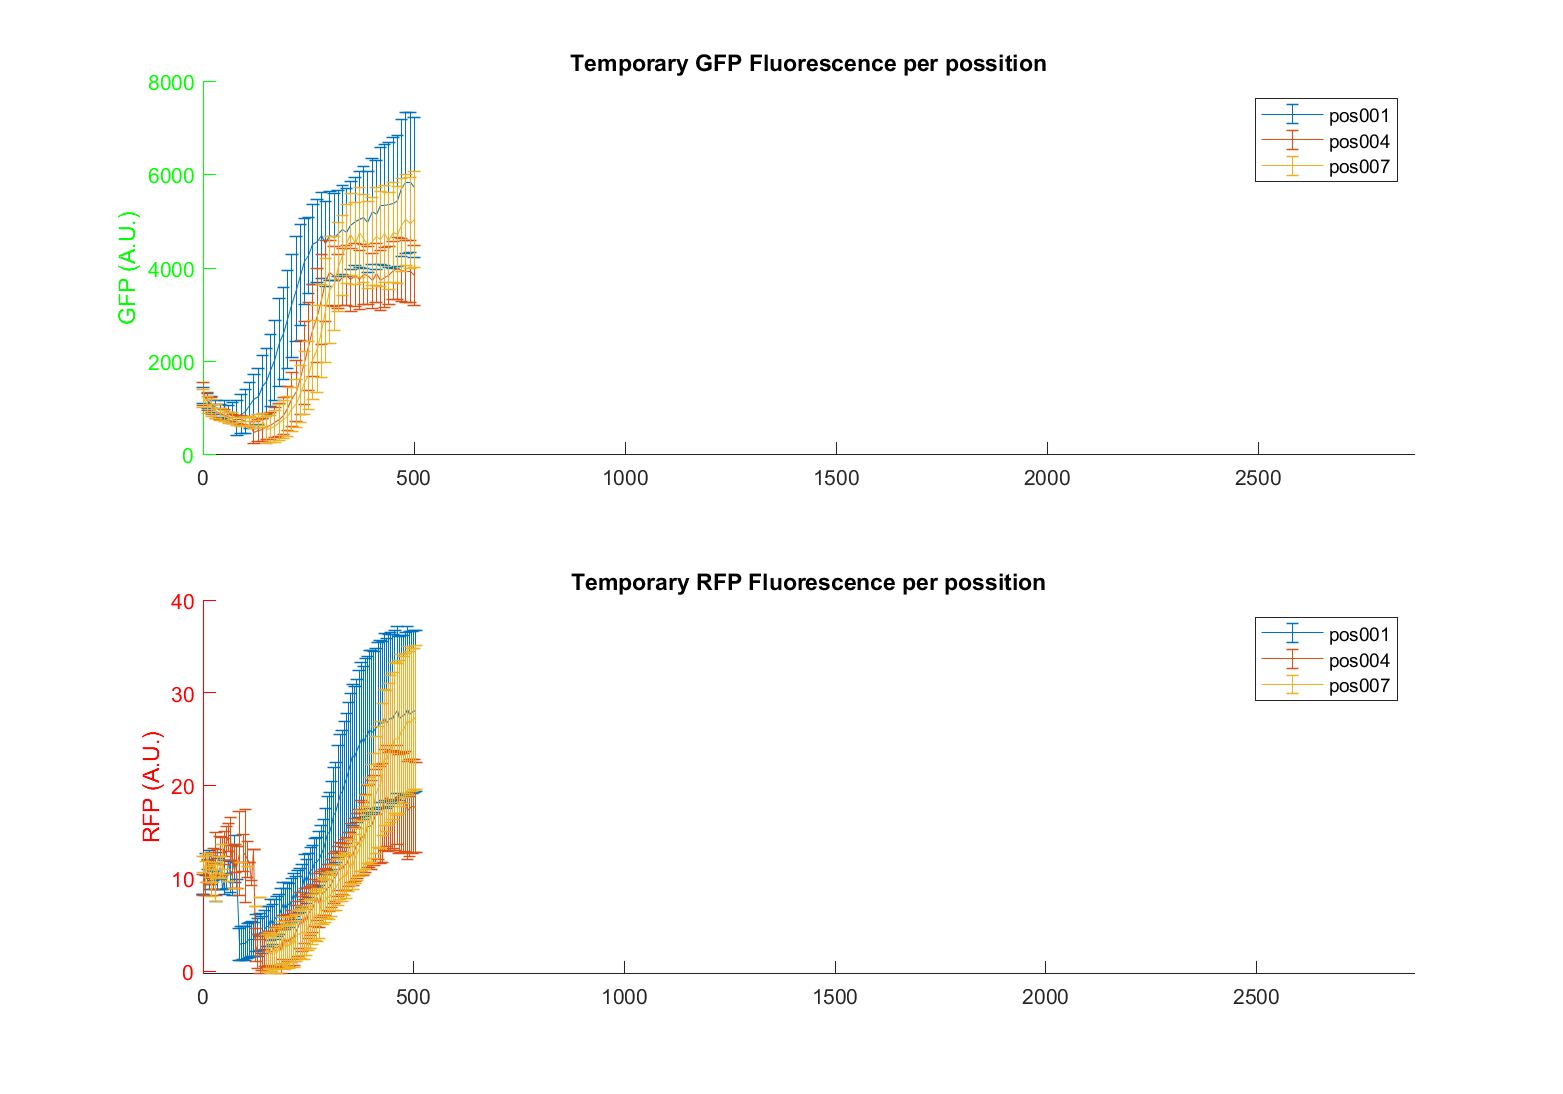 Temporary GFP Fluorescence per possition
8000
6000
4000
2000
0
GFP (A.U.)
pos001
pos004
pos007
0 500 1000 1500 2000 2500
Temporary RFP Fluorescence per possition
40
30
20
10
0
RFP (A.U.)
pos001
pos004
pos007
0 500 1000 1500 2000 2500